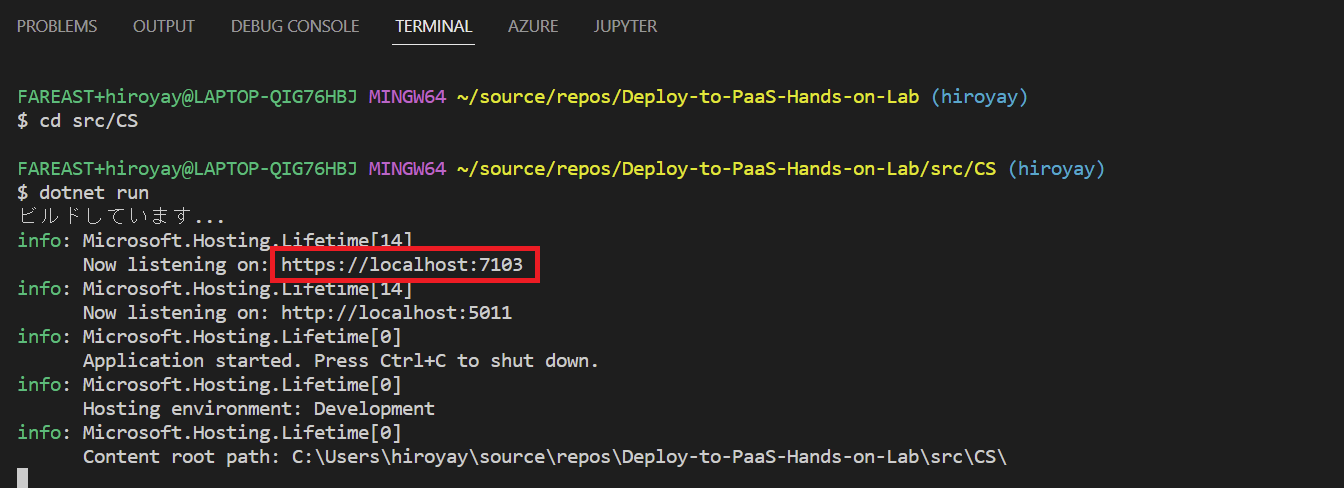 PROBLEMS OUTPUT DEBUG CONSOLE TERMINAL AZURE JUPYTER
FAREAST+hiroyay@LAPTOP-QIG76HBJ MINGW64 ~/source/repos/Deploy-to-PaaS-Hands-on-Lab (hiroyay)
$ cd src/CS
FAREAST+hiroyay@LAPTOP-QIG76HBJ MINGW64 ~/source/repos/Deploy-to-PaaS-Hands-on-Lab/src/CS (hiroyay)
$ dotnet run
ビルドしています...
info: Microsoft.Hosting.Lifetime[14]
Now listening on: https://localhost:7103
info: Microsoft.Hosting.Lifetime[14]
Now listening on: http://localhost:5011
info: Microsoft.Hosting.Lifetime[0]
Application started. Press Ctrl+C to shut down.
info: Microsoft.Hosting.Lifetime[0]
Hosting environment: Development
info: Microsoft.Hosting.Lifetime[0]
Content root path: C:\Users\hiroyay\source\repos\Deploy-to-PaaS-Hands-on-Lab\src\CS\